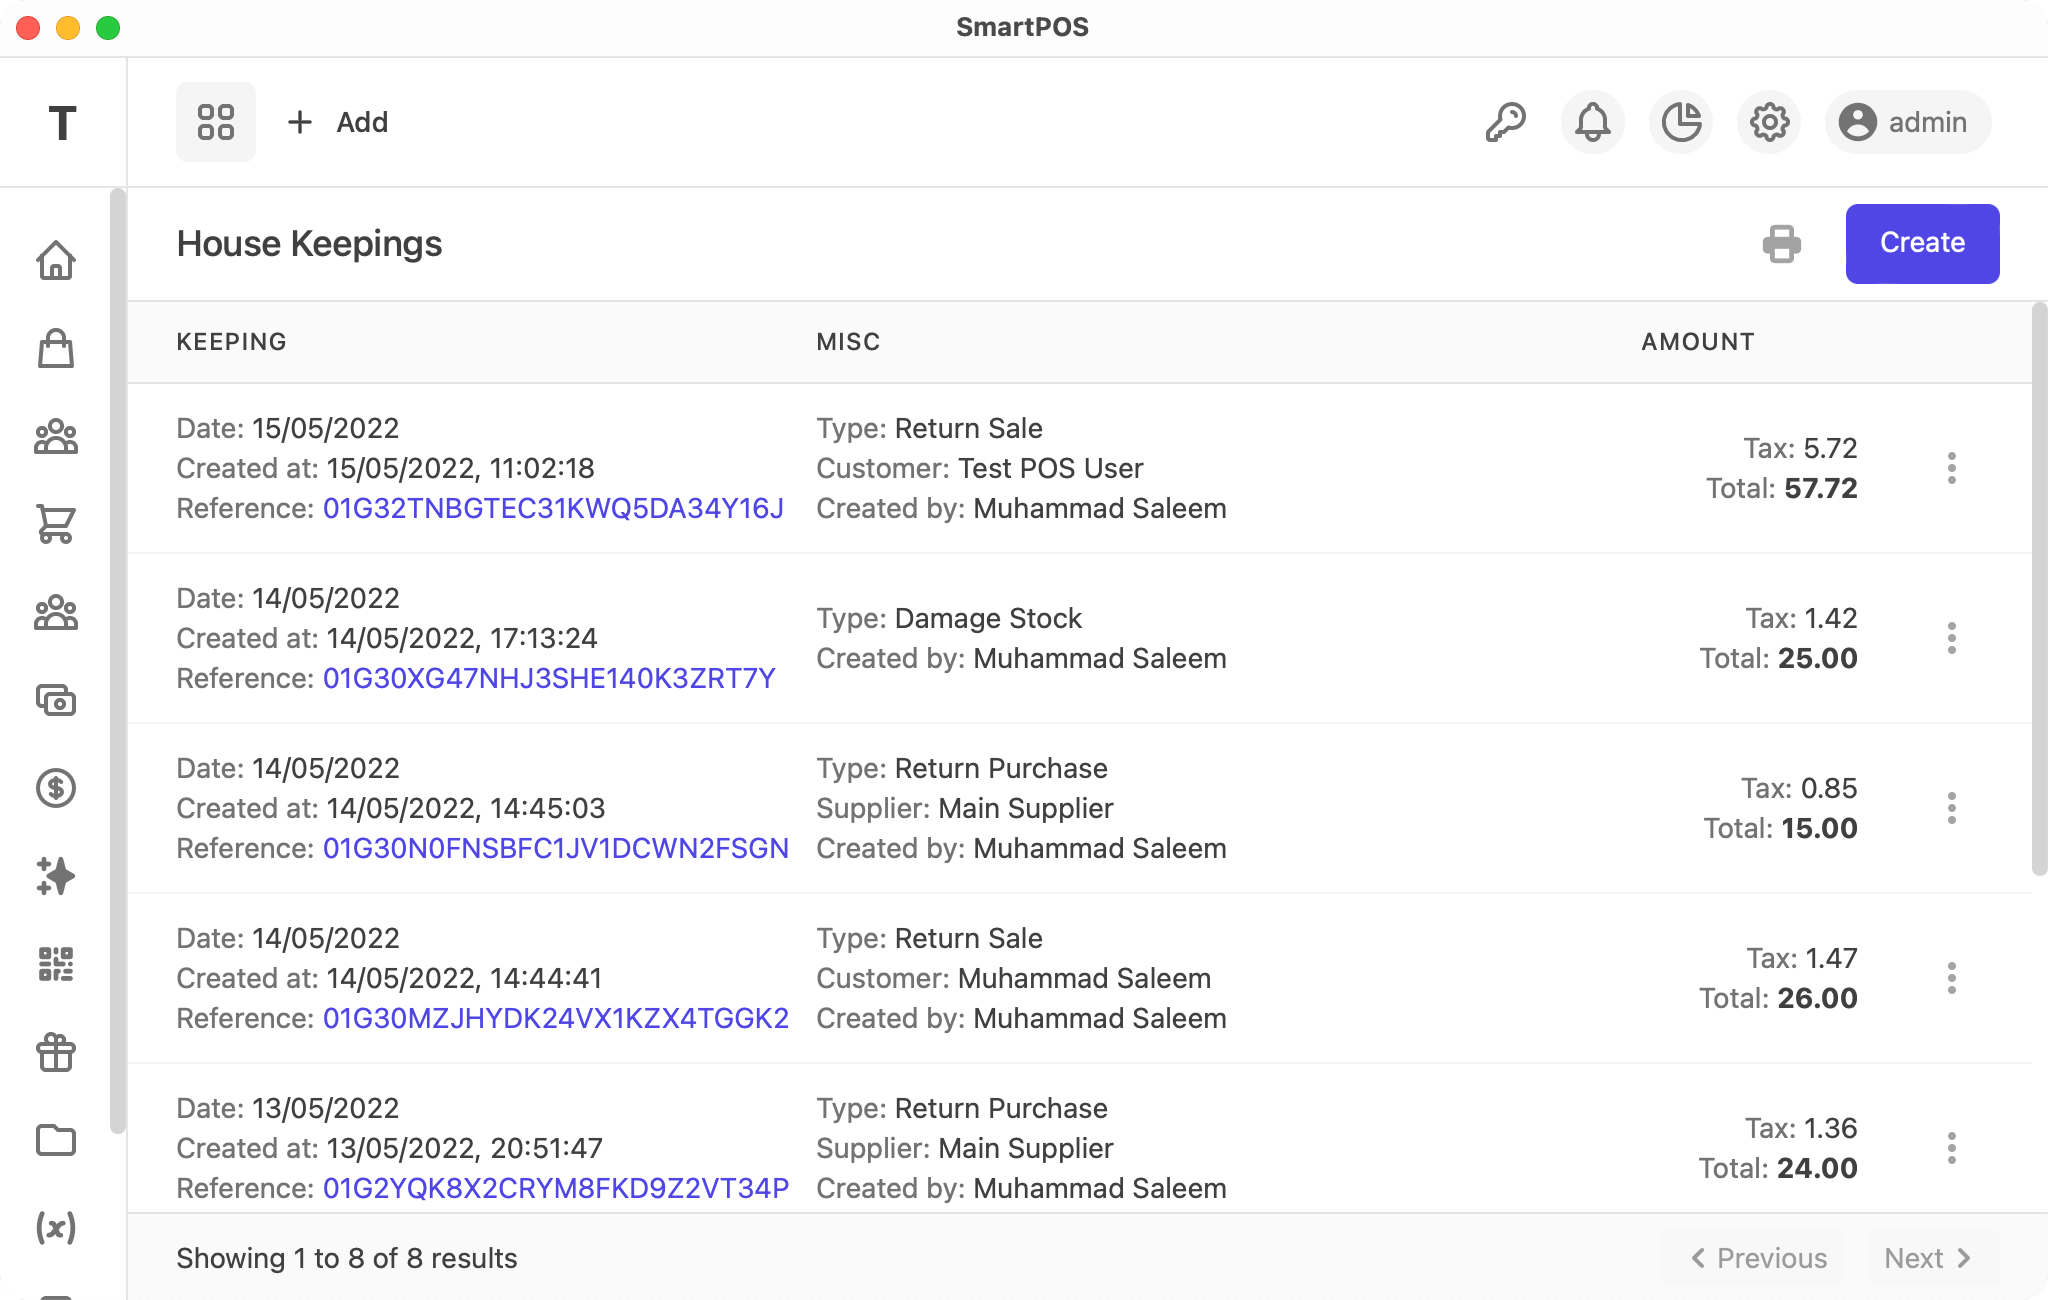 SmartPOS
T
Add
admin
House Keepings
Create
KEEPING
MISC
AMOUNT
Date: 15/05/2022
Created at: 15/05/2022, 11:02:18
Reference: 01G32TNBGTEC31KWQ5DA34Y16J
Type: Return Sale
Customer: Test POS User
Created by: Muhammad Saleem
Tax: 5.72
Total: 57.72
Date: 14/05/2022
Created at: 14/05/2022, 17:13:24
Reference: 01G30XG47NHJ3SHE140K3ZRT7Y
Type: Damage Stock
Created by: Muhammad Saleem
Tax: 1.42
Total: 25.00
Date: 14/05/2022
Created at: 14/05/2022, 14:45:03
Reference: 01G30N0FNSBFC1JV1DCWN2FSGN
Type: Return Purchase
Supplier: Main Supplier
Created by: Muhammad Saleem
Tax: 0.85
Total: 15.00
Date: 14/05/2022
Created at: 14/05/2022, 14:44:41
Reference: 01G30MZJHYDK24VX1KZX4TGGK2
Type: Return Sale
Customer: Muhammad Saleem
Created by: Muhammad Saleem
Tax: 1.47
Total: 26.00
Date: 13/05/2022
Created at: 13/05/2022, 20:51:47
Reference: 01G2YQK8X2CRYM8FKD9Z2VT34P
Type: Return Purchase
Supplier: Main Supplier
Created by: Muhammad Saleem
Tax: 1.36
Total: 24.00
(x)
Showing 1 to 8 of 8 results
Previous
Next